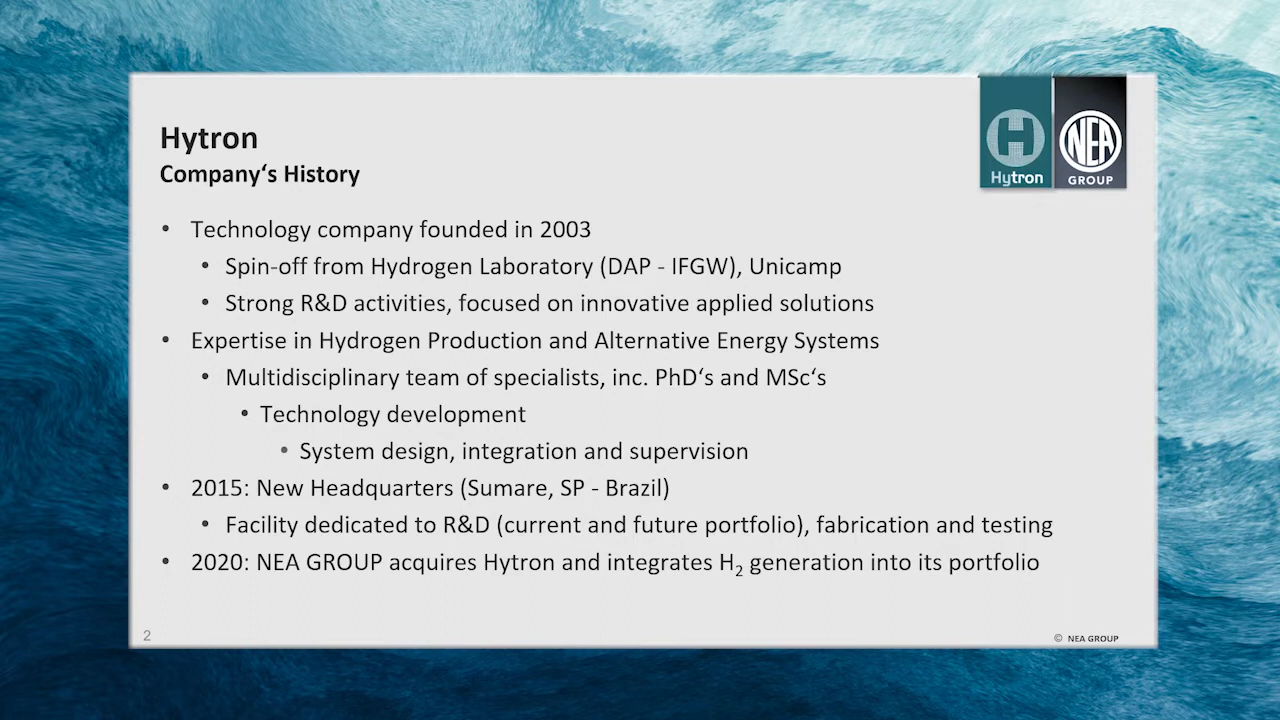 Hytron
Company‘s History
H
Hytron
NEA
GROUP
• Technology company founded in 2003
• Spin-off from Hydrogen Laboratory (DAP - IFGW), Unicamp
• Strong R&D activities, focused on innovative applied solutions
• Expertise in Hydrogen Production and Alternative Energy Systems
• Multidisciplinary team of specialists, inc. PhD‘s and MSc‘s
• Technology development
• System design, integration and supervision
• 2015: New Headquarters (Sumare, SP - Brazil)
• Facility dedicated to R&D (current and future portfolio), fabrication and testing
• 2020: NEA GROUP acquires Hytron and integrates H₂ generation into its portfolio
2
© NEA GROUP